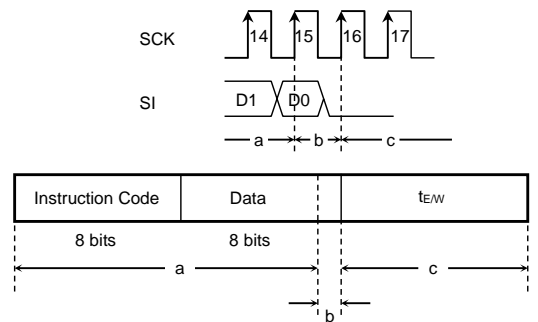 SCK 14 15 16 17
SI D1 D0
a b c
Instruction Code Data tE/W
8 bits 8 bits
a c
b